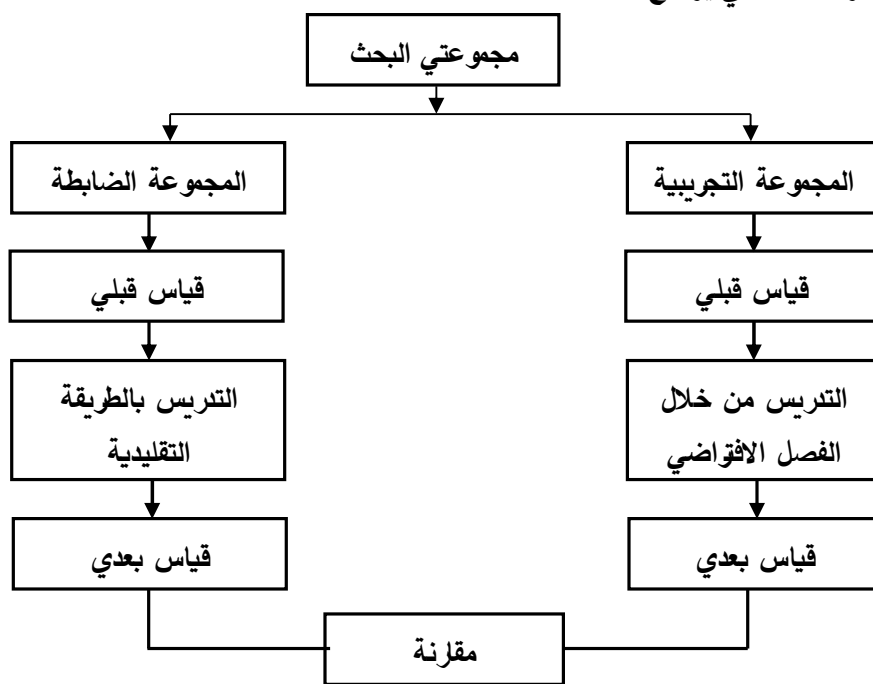 مجموعتي البحث
المجموعة التجريبية
المجموعة الضابطة
قياس قبلي
قياس قبلي
التدريس من خلال
الفصل الافتراضي
التدريس بالطريقة
التقليدية
قياس بعدي
قياس بعدي
مقارنة